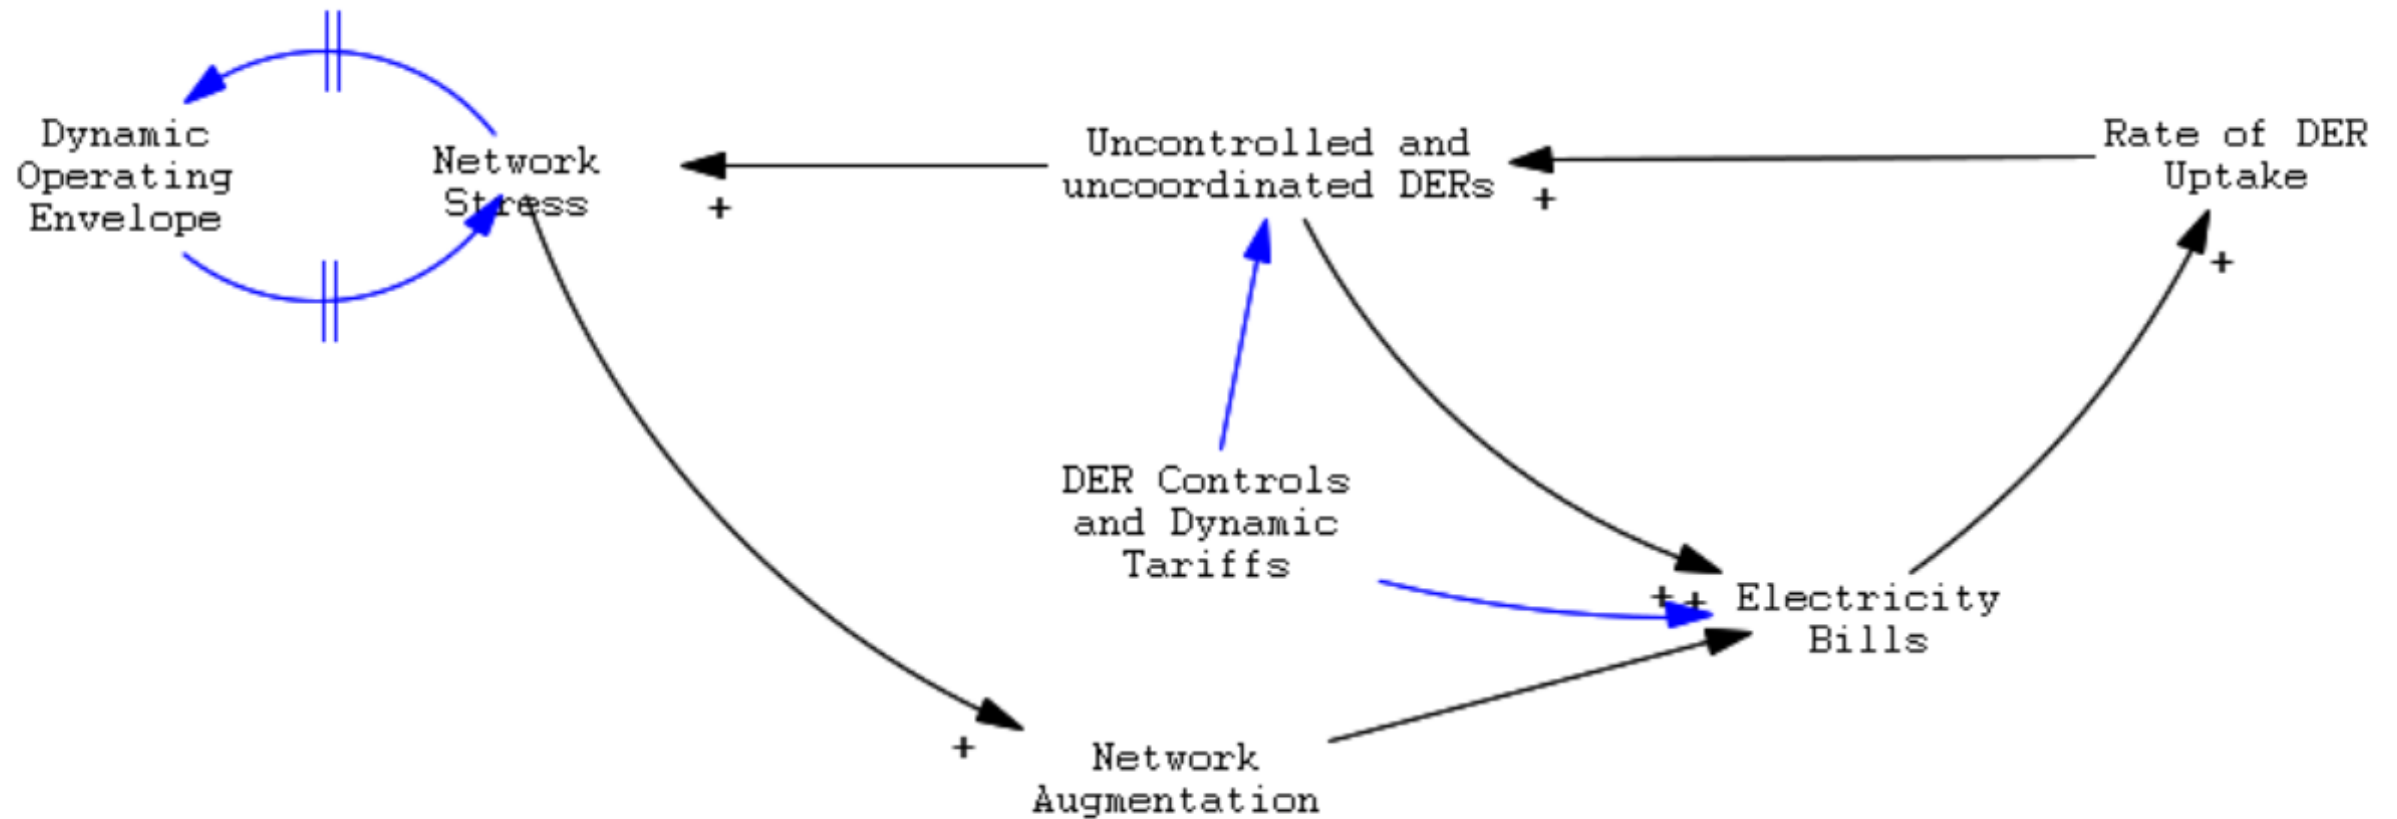 Dynamic
Operating
Envelope
Network
Stress
+
Uncontrolled and
uncoordinated DERs
+
Rate of DER
Uptake
+
DER Controls
and Dynamic
Tariffs
++
Electricity
Bills
+
Network
Augmentation